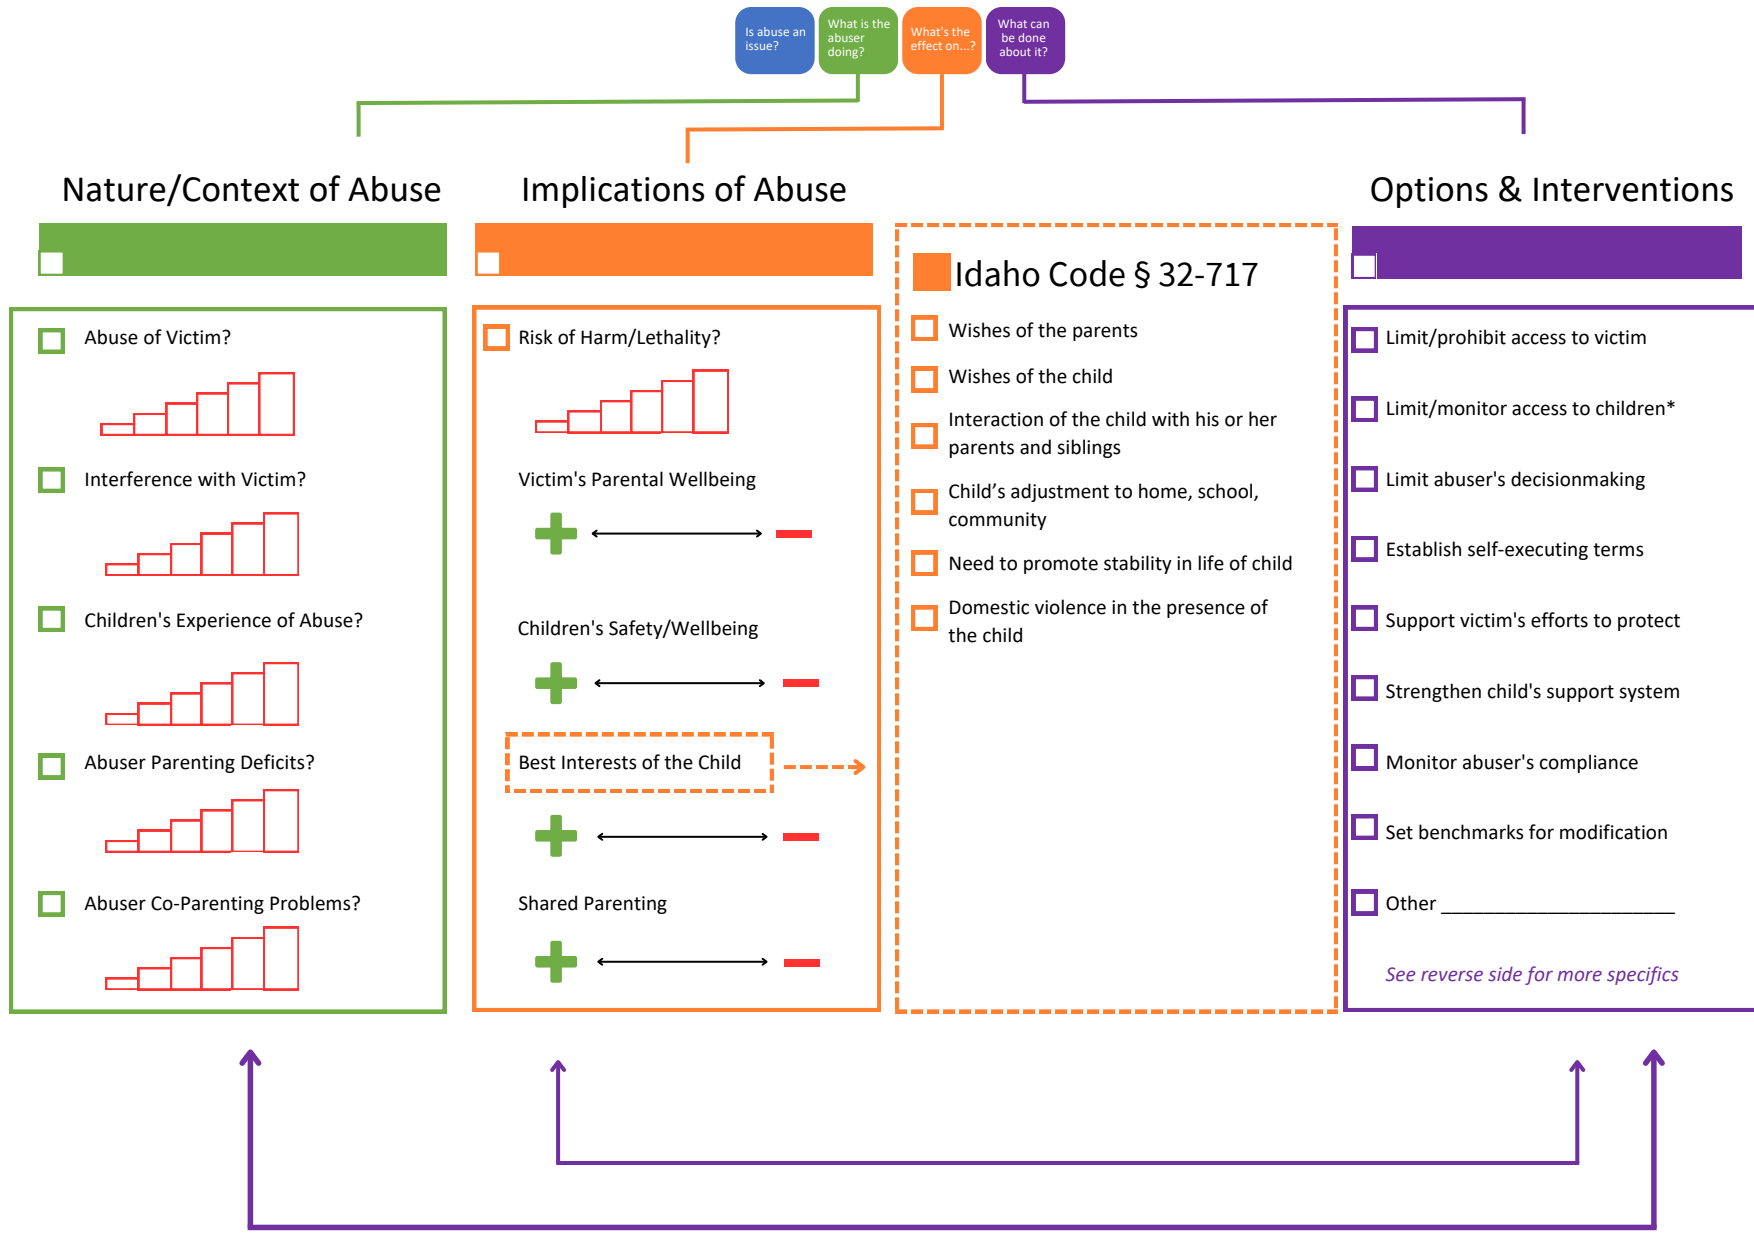 Is abuse an
issue?
What is the
abuser
doing?
What's the
effect on...?
What can
be done
about it?
Nature/Context of Abuse
Abuse of Victim?
Interference with Victim?
Children's Experience of Abuse?
Abuser Parenting Deficits?
Abuser Co-Parenting Problems?
Implications of Abuse
Risk of Harm/Lethality?
Victim's Parental Wellbeing
Children's Safety/Wellbeing
Best Interests of the Child
Shared Parenting
Idaho Code § 32-717
Wishes of the parents
Wishes of the child
Interaction of the child with his or her
parents and siblings
Child’s adjustment to home, school,
community
Need to promote stability in life of child
Domestic violence in the presence of
the child
Options & Interventions
Limit/prohibit access to victim
Limit/monitor access to children*
Limit abuser's decisionmaking
Establish self-executing terms
Support victim's efforts to protect
Strengthen child's support system
Monitor abuser's compliance
Set benchmarks for modification
Other ______________________
See reverse side for more specifics